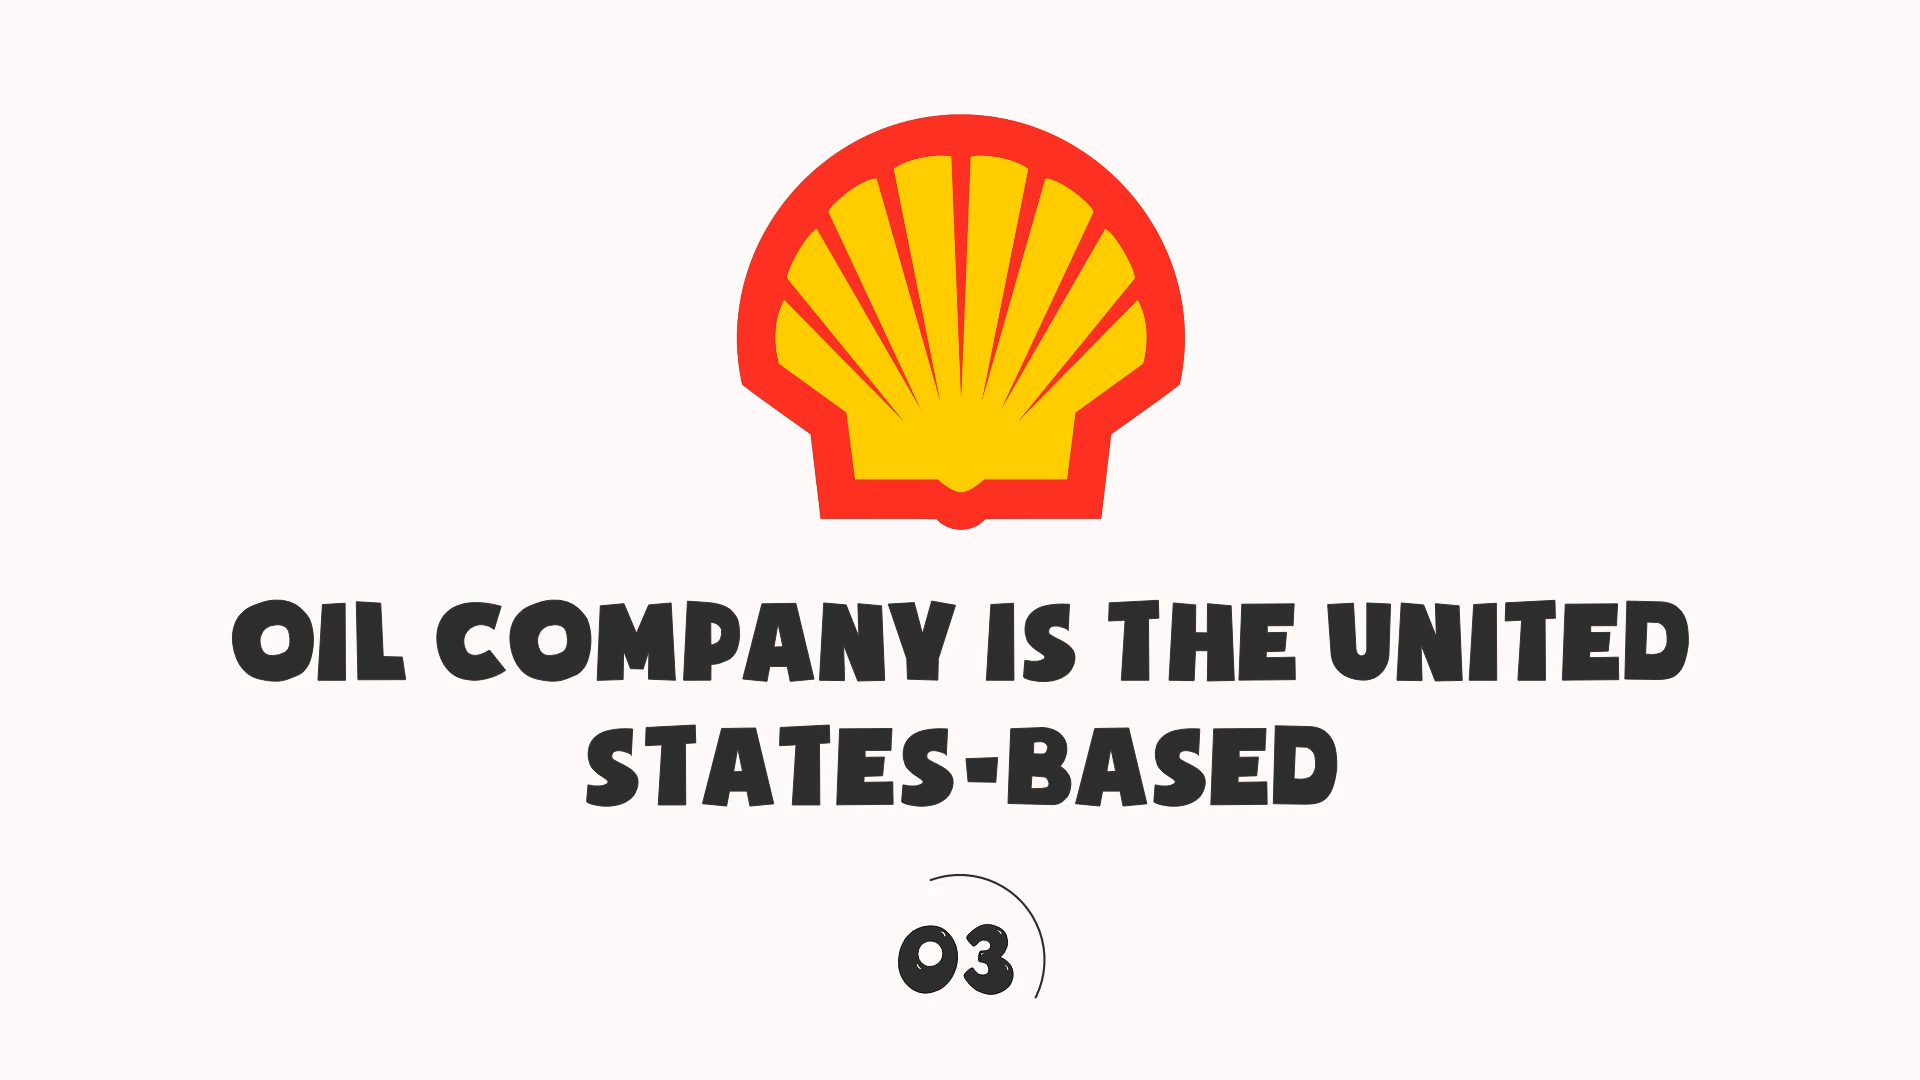 OIL COMPANY IS THE UNITED
STATES-BASED
03